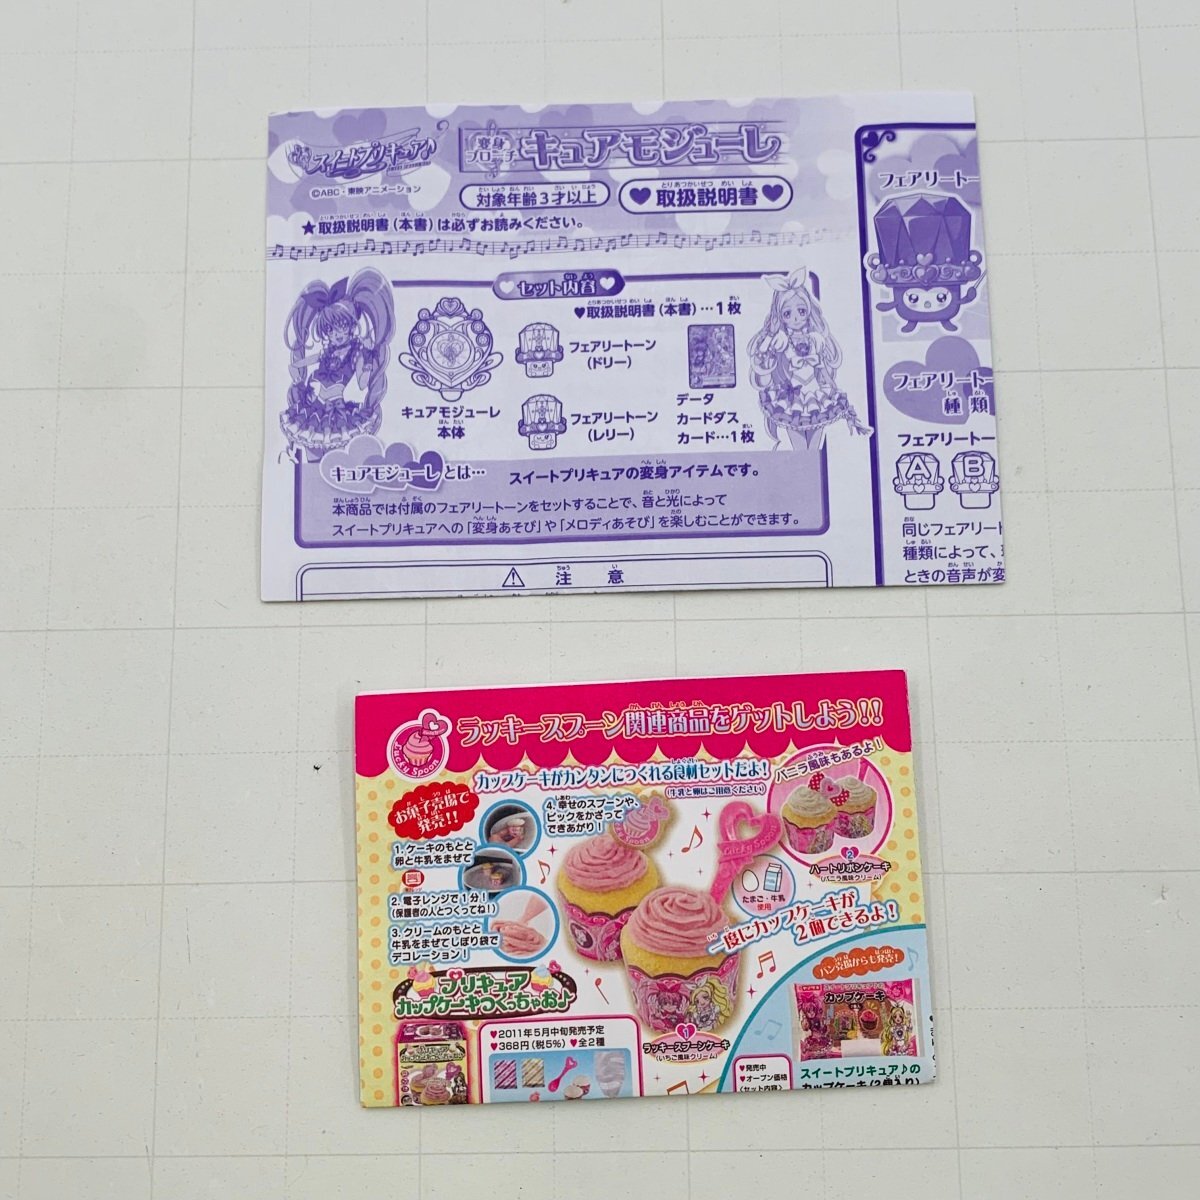 スイートプリキュア♪
©ABC・東映アニメーション
変身ブローチ
キュアモジューレ
対象年齢3才以上
♥取扱説明書♥
★取扱説明書(本書)は必ずお読みください。
セット内容
♥取扱説明書(本書)…1枚
キュアモジューレ
本体
フェアリートーン
(ドリー)
フェアリートーン
(レリー)
データ
カードダス
カード…1枚
キュアモジューレとは…
スイートプリキュアの変身アイテムです。
本商品では付属のフェアリートーンをセットすることで、音と光によって
スイートプリキュアへの「変身あそび」や「メロディあそび」を楽しむことができます。
注意
フェアリートー
フェアリートー
種類
フェアリートー
A B
同じフェアリー
種類によって、
ときの音声が変
Lucky Spoon
ラッキースプーン関連商品をゲットしよう!!
カップケーキがカンタンにつくれる食材セットだよ!
(牛乳と卵はご用意ください)
お菓子売場で
発売!!
1. ケーキのもとと
卵と牛乳をまぜて
2. 電子レンジで1分!
(保護者の人とつくってね!)
3. クリームのもとと
牛乳をまぜてしぼり袋で
デコレーション!
4. 幸せのスプーンや、
ピックをかざって
できあがり!
Lucky Spoon
バニラ風味もあるよ!
2
ハートリボンケーキ
(バニラ風味クリーム)
たまご・牛乳
使用
一度にカップケーキが
2個できるよ!
プリキュア
カップケーキつくっちゃお♪
♥2011年5月中旬発売予定
♥368円(税5%) ♥全2種
1
ラッキースプーンケーキ
(いちご風味クリーム)
パン売場からも発売!
カップケーキ
♥発売中
♥オープン価格
(セット内容)
スイートプリキュア♪の
カップケーキ(2個入り)